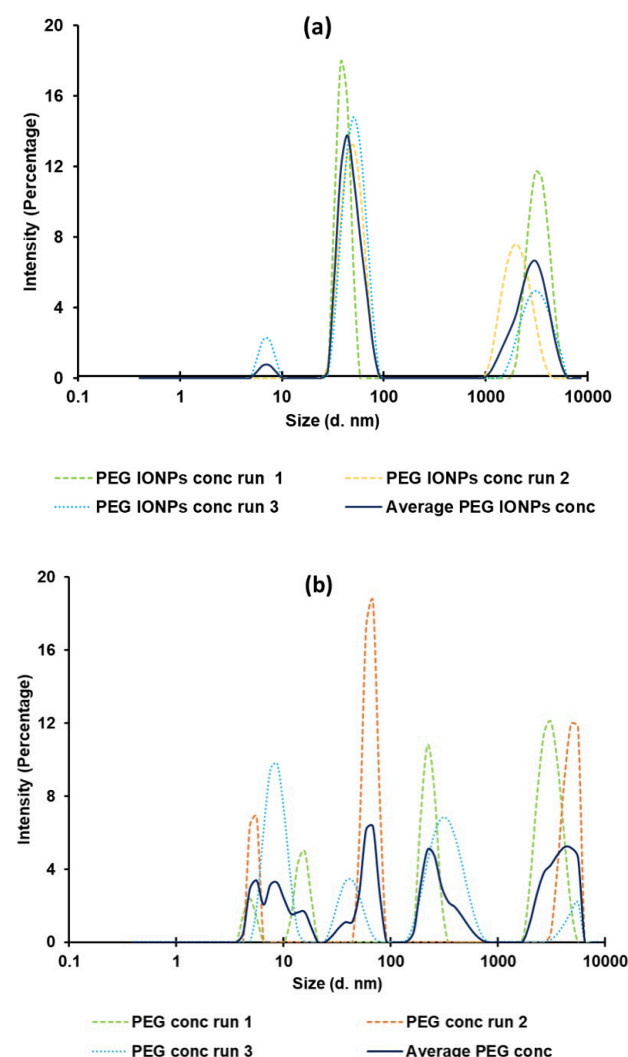 (a)
20
16
12
8
4
0
Intensity (Percentage)
0.1 1 10 100 1000 10000
Size (d. nm)
PEG IONPs conc run 1 PEG IONPs conc run 2
PEG IONPs conc run 3 Average PEG IONPs conc
(b)
20
16
12
8
4
0
Intensity (Percentage)
0.1 1 10 100 1000 10000
Size (d. nm)
PEG conc run 1 PEG conc run 2
PEG conc run 3 Average PEG conc